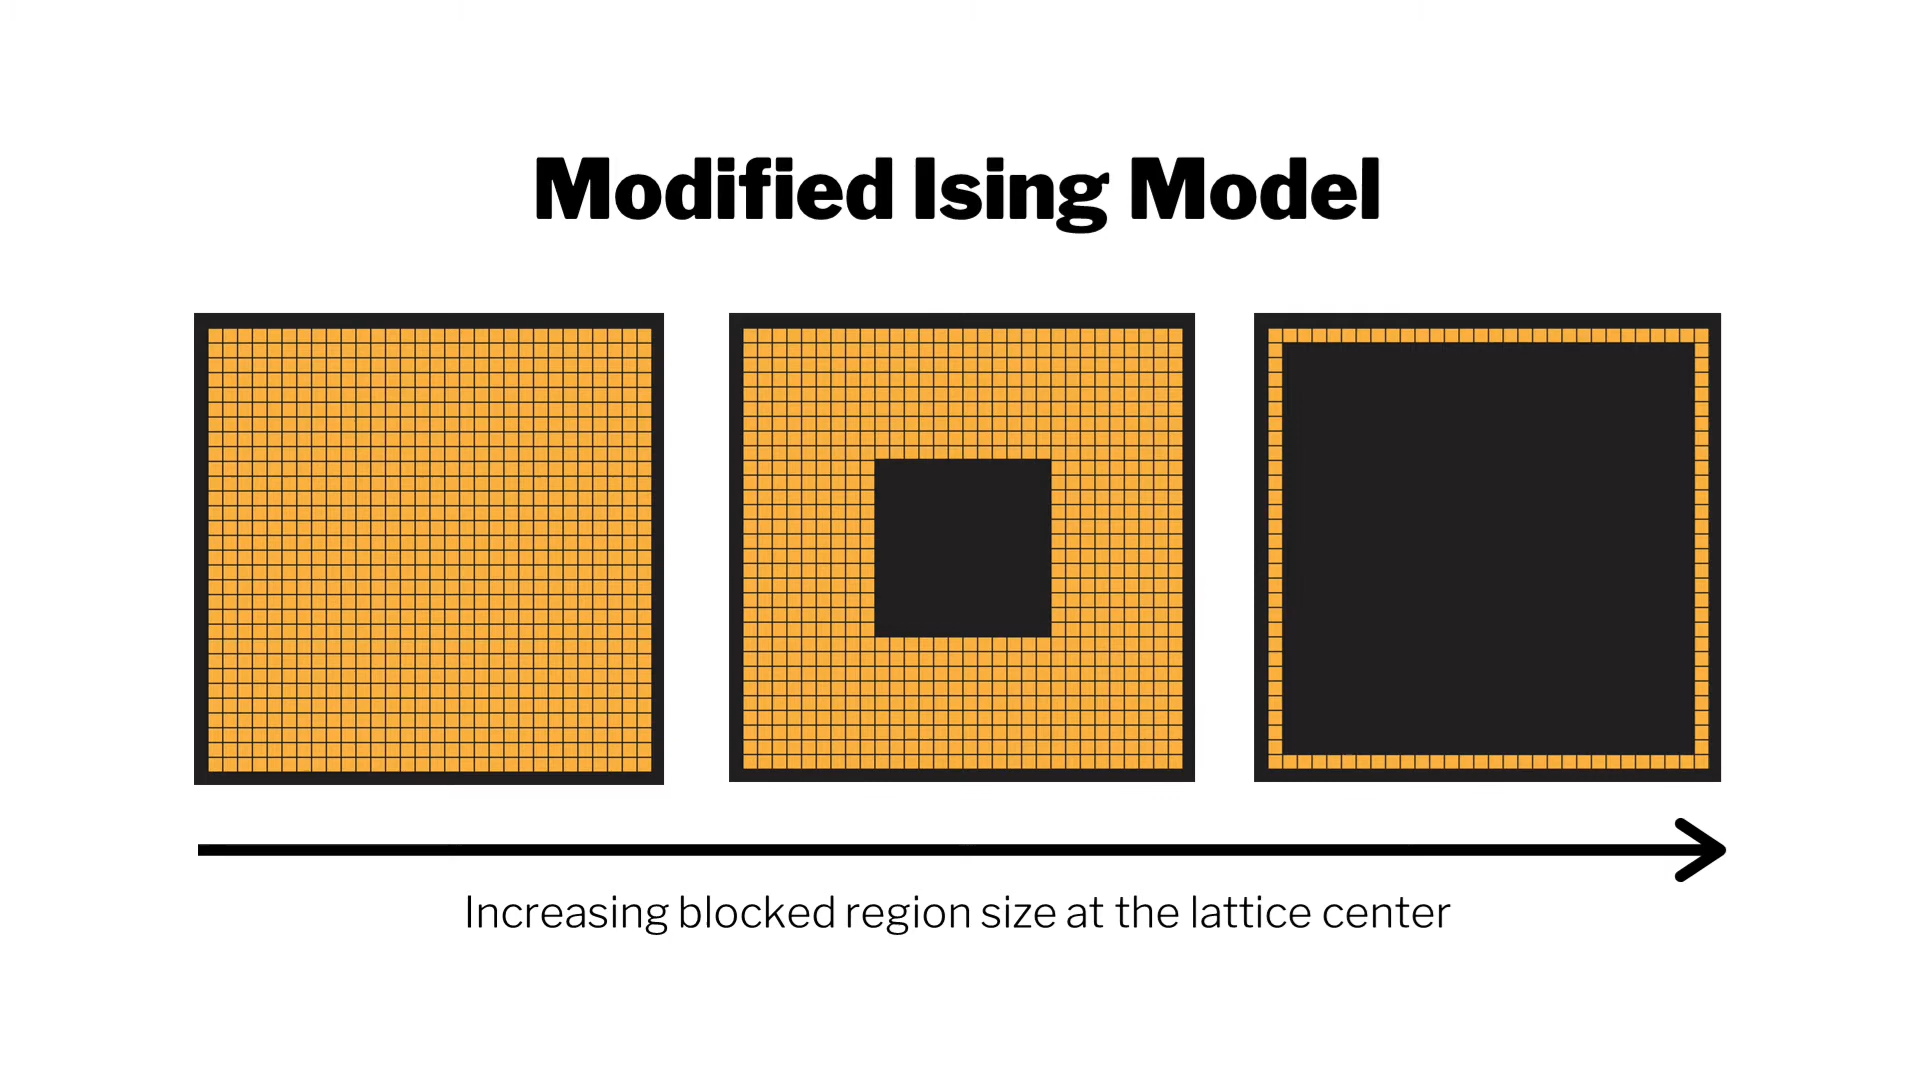 Modified Ising Model
Increasing blocked region size at the lattice center